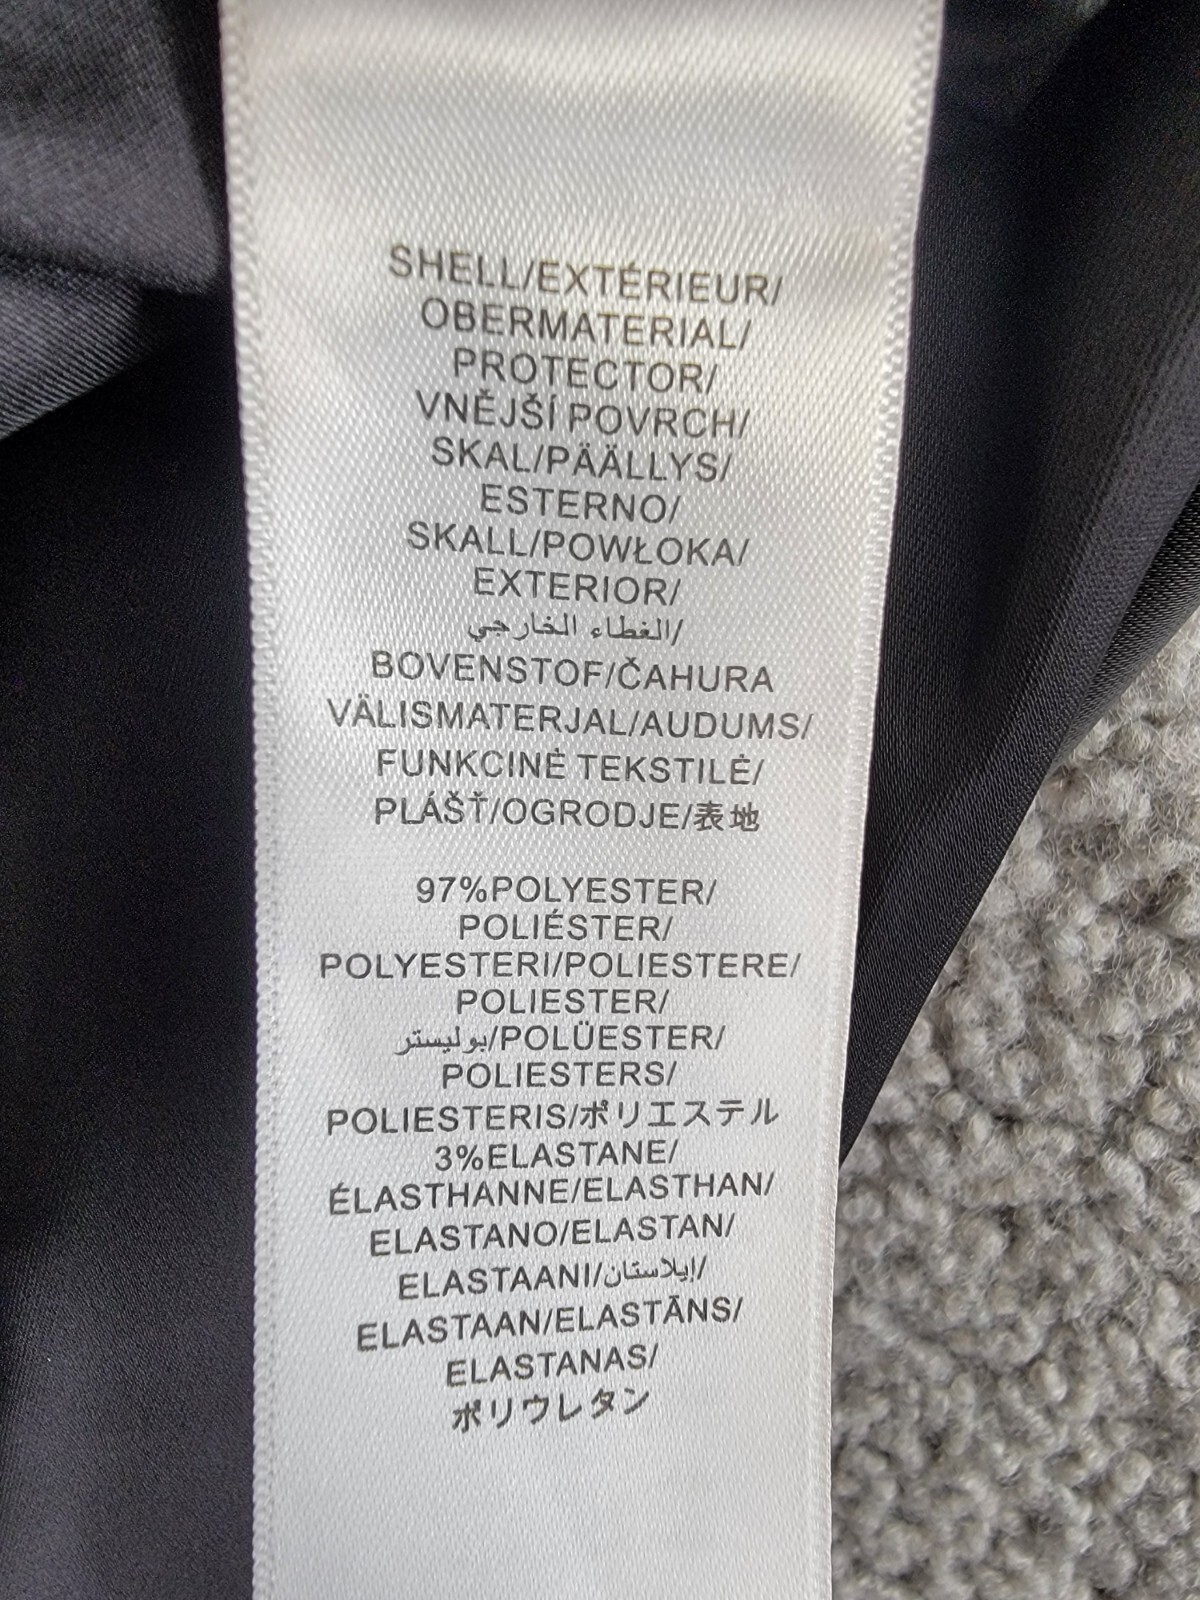 SHELL/EXTÉRIEUR/
OBERMATERIAL/
PROTECTOR/
VNĚJŠÍ POVRCH/
SKAL/PÄÄLLYS/
ESTERNO/
SKALL/POWŁOKA/
EXTERIOR/
الغطاء الخارجي/
BOVENSTOF/ČAHURA
VÄLISMATERJAL/AUDUMS/
FUNKCINĖ TEKSTILĖ/
PLÁŠŤ/OGRODJE/表地
97%POLYESTER/
POLIÉSTER/
POLYESTERI/POLIESTERE/
POLIESTER/
بوليستر/POLÜESTER/
POLIESTERS/
POLIESTERIS/ポリエステル
3%ELASTANE/
ÉLASTHANNE/ELASTHAN/
ELASTANO/ELASTAN/
ELASTAANI/إيلاستان/
ELASTAAN/ELASTĀNS/
ELASTANAS/
ポリウレタン